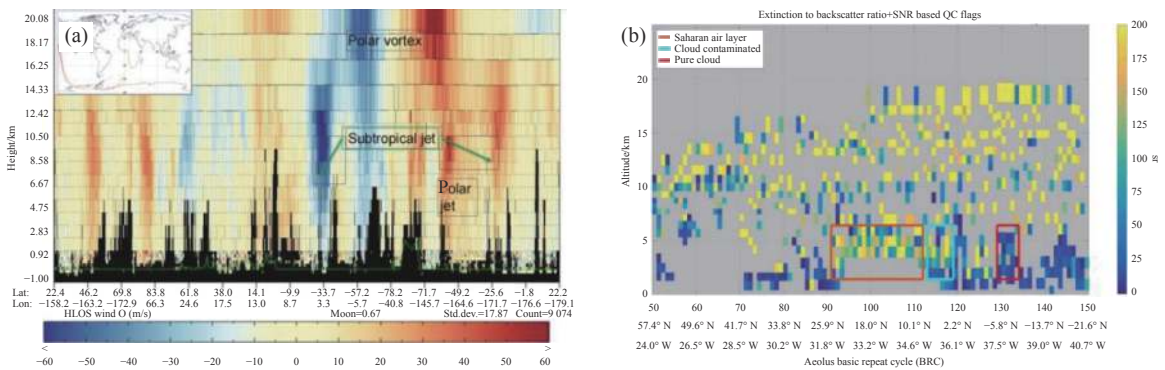 (a)
20.08
18.17
16.25
14.33
12.42
10.50
8.58
6.67
4.75
2.83
0.92
−1.00
Height/km
Polar vortex
Subtropical jet
Polar
jet
Lat: 22.4 46.2 69.8 83.8 61.8 38.1 14.1 −9.9 −33.7 −57.2 −78.2 −71.7 −49.2 −25.6 −1.8 22.2
Lon: −158.2 −163.2 −172.9 66.3 24.6 17.5 13.0 8.7 3.3 −5.7 −40.8 −145.7 −164.6 −171.7 −176.6 −179.1
HLOS wind O (m/s) Moon=0.67 Std.dev.=17.87 Count=9 074
< >
−60 −50 −40 −30 −20 −10 0 10 20 30 40 50 60
(b)
Extinction to backscatter ratio+SNR based QC flags
Saharan air layer
Cloud contaminated
Pure cloud
20
15
10
5
0
Altitude/km
200
175
150
125
100
75
50
25
0
sr
50 60 70 80 90 100 110 120 130 140 150
57.4° N 49.6° N 41.7° N 33.8° N 25.9° N 18.0° N 10.1° N 2.2° N −5.8° N −13.7° N −21.6° N
24.0° W 26.5° W 28.5° W 30.2° W 31.8° W 33.2° W 34.6° W 36.1° W 37.5° W 39.0° W 40.7° W
Aeolus basic repeat cycle (BRC)